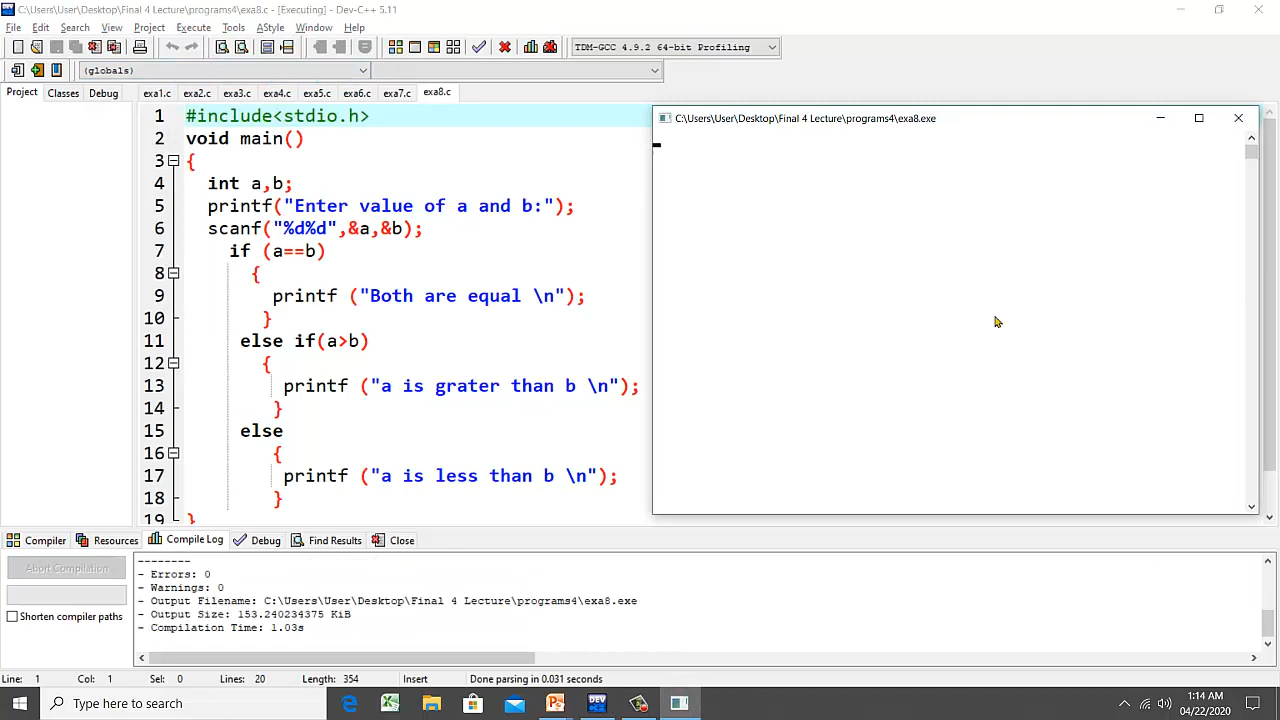 C:\Users\User\Desktop\Final 4 Lecture\programs4\exa8.c - [Executing] - Dev-C++ 5.11
File Edit Search View Project Execute Tools AStyle Window Help
TDM-GCC 4.9.2 64-bit Profiling
(globals)
Project Classes Debug exa1.c exa2.c exa3.c exa4.c exa5.c exa6.c exa7.c exa8.c
1 #include<stdio.h>
2 void main()
3 {
4 int a,b;
5 printf("Enter value of a and b:");
6 scanf("%d%d",&a,&b);
7 if (a==b)
8 {
9 printf ("Both are equal \n");
10 }
11 else if(a>b)
12 {
13 printf ("a is grater than b \n");
14 }
15 else
16 {
17 printf ("a is less than b \n");
18 }
19 }
C:\Users\User\Desktop\Final 4 Lecture\programs4\exa8.exe
Compiler Resources Compile Log Debug Find Results Close
Abort Compilation
Shorten compiler paths
--------
- Errors: 0
- Warnings: 0
- Output Filename: C:\Users\User\Desktop\Final 4 Lecture\programs4\exa8.exe
- Output Size: 153.240234375 KiB
- Compilation Time: 1.03s
Line: 1 Col: 1 Sel: 0 Lines: 20 Length: 354 Insert Done parsing in 0.031 seconds
Type here to search
1:14 AM
04/22/2020